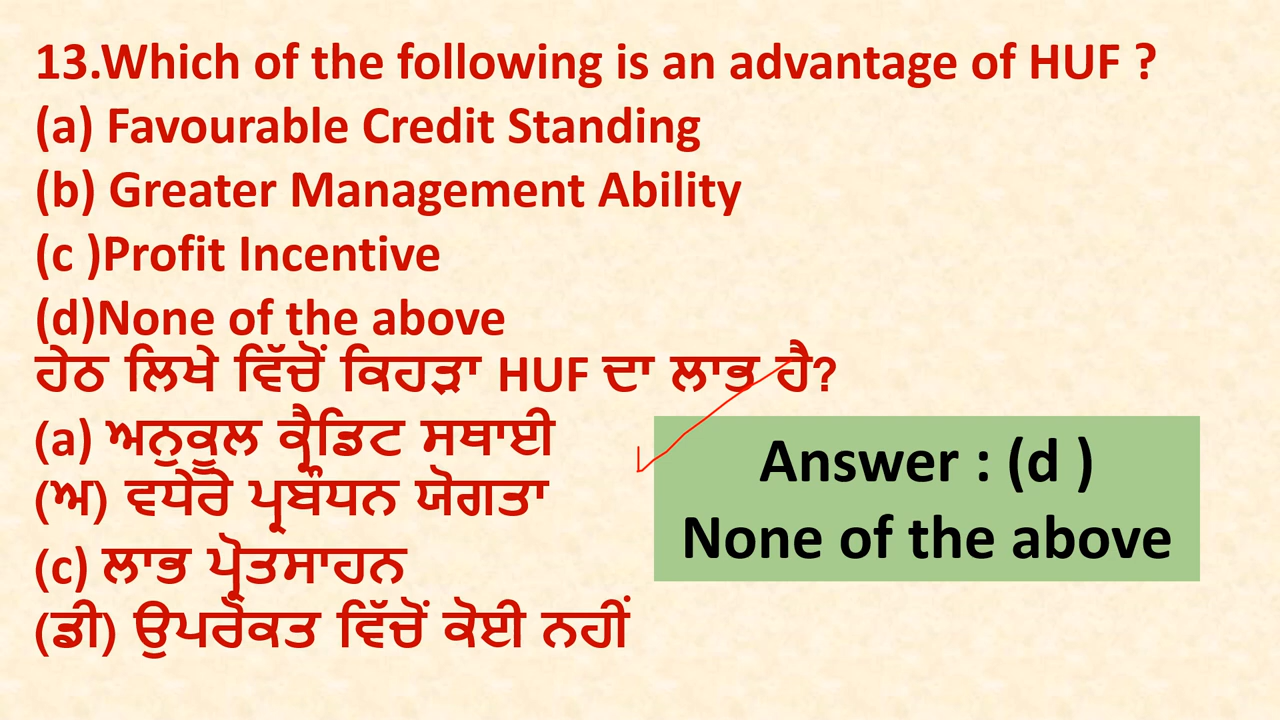 13.Which of the following is an advantage of HUF ?
(a) Favourable Credit Standing
(b) Greater Management Ability
(c )Profit Incentive
(d)None of the above
ਹੇਠ ਲਿਖੇ ਵਿੱਚੋਂ ਕਿਹੜਾ HUF ਦਾ ਲਾਭ ਹੈ?
(a) ਅਨੁਕੂਲ ਕ੍ਰੈਡਿਟ ਸਥਾਈ
(ਅ) ਵਧੇਰੇ ਪ੍ਰਬੰਧਨ ਯੋਗਤਾ
(c) ਲਾਭ ਪ੍ਰੋਤਸਾਹਨ
(ਡੀ) ਉਪਰੋਕਤ ਵਿੱਚੋਂ ਕੋਈ ਨਹੀਂ
Answer : (d )
None of the above